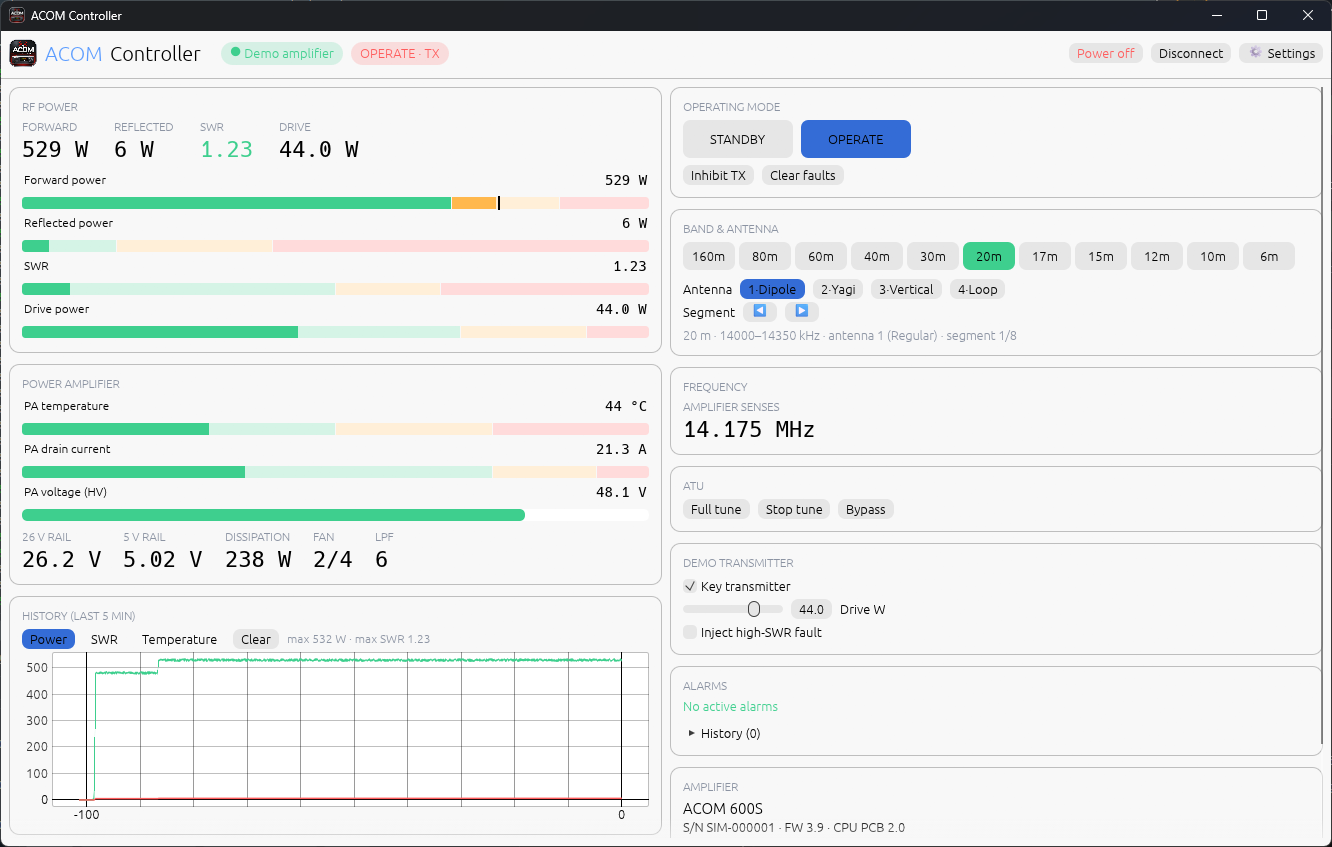 ACOM Controller
ACOM Controller
Demo amplifier
OPERATE · TX
Power off
Disconnect
Settings
RF POWER
FORWARD REFLECTED SWR DRIVE
529 W 6 W 1.23 44.0 W
Forward power 529 W
Reflected power 6 W
SWR 1.23
Drive power 44.0 W
POWER AMPLIFIER
PA temperature 44 °C
PA drain current 21.3 A
PA voltage (HV) 48.1 V
26 V RAIL 5 V RAIL DISSIPATION FAN LPF
26.2 V 5.02 V 238 W 2/4 6
HISTORY (LAST 5 MIN)
Power SWR Temperature Clear max 532 W · max SWR 1.23
500
400
300
200
100
0
-100 0
OPERATING MODE
STANDBY OPERATE
Inhibit TX Clear faults
BAND & ANTENNA
160m 80m 60m 40m 30m 20m 17m 15m 12m 10m 6m
Antenna 1·Dipole 2·Yagi 3·Vertical 4·Loop
Segment
20 m · 14000–14350 kHz · antenna 1 (Regular) · segment 1/8
FREQUENCY
AMPLIFIER SENSES
14.175 MHz
ATU
Full tune Stop tune Bypass
DEMO TRANSMITTER
Key transmitter
44.0 Drive W
Inject high-SWR fault
ALARMS
No active alarms
History (0)
AMPLIFIER
ACOM 600S
S/N SIM-000001 · FW 3.9 · CPU PCB 2.0